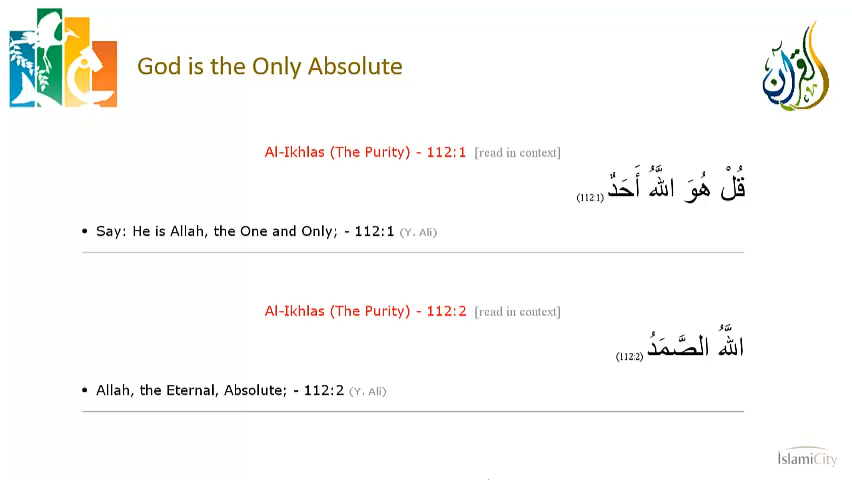 God is the Only Absolute
القرآن
Al-Ikhlas (The Purity) - 112:1 [read in context]
قُلْ هُوَ اللَّهُ أَحَدٌ (112:1)
• Say: He is Allah, the One and Only; - 112:1 (Y. Ali)
Al-Ikhlas (The Purity) - 112:2 [read in context]
اللَّهُ الصَّمَدُ (112:2)
• Allah, the Eternal, Absolute; - 112:2 (Y. Ali)
IslamiCity